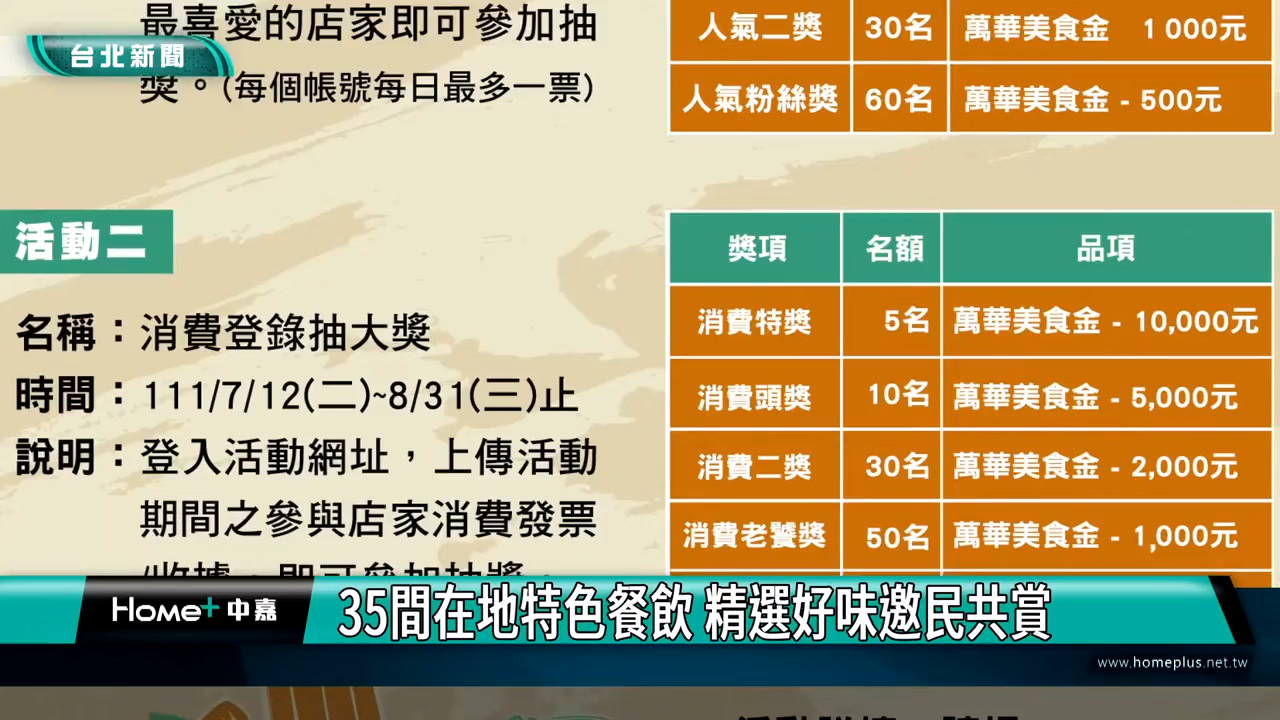 最喜愛的店家即可參加抽
台北新聞
獎。(每個帳號每日最多一票)
人氣二獎 30名 萬華美食金 1 000元
人氣粉絲獎 60名 萬華美食金 - 500元
活動二
名稱：消費登錄抽大獎
時間：111/7/12(二)~8/31(三)止
說明：登入活動網址，上傳活動
期間之參與店家消費發票
/收據，即可參加抽獎。
獎項 名額 品項
消費特獎 5名 萬華美食金 - 10,000元
消費頭獎 10名 萬華美食金 - 5,000元
消費二獎 30名 萬華美食金 - 2,000元
消費老饕獎 50名 萬華美食金 - 1,000元
Home+中嘉
35間在地特色餐飲 精選好味邀民共賞
www.homeplus.net.tw